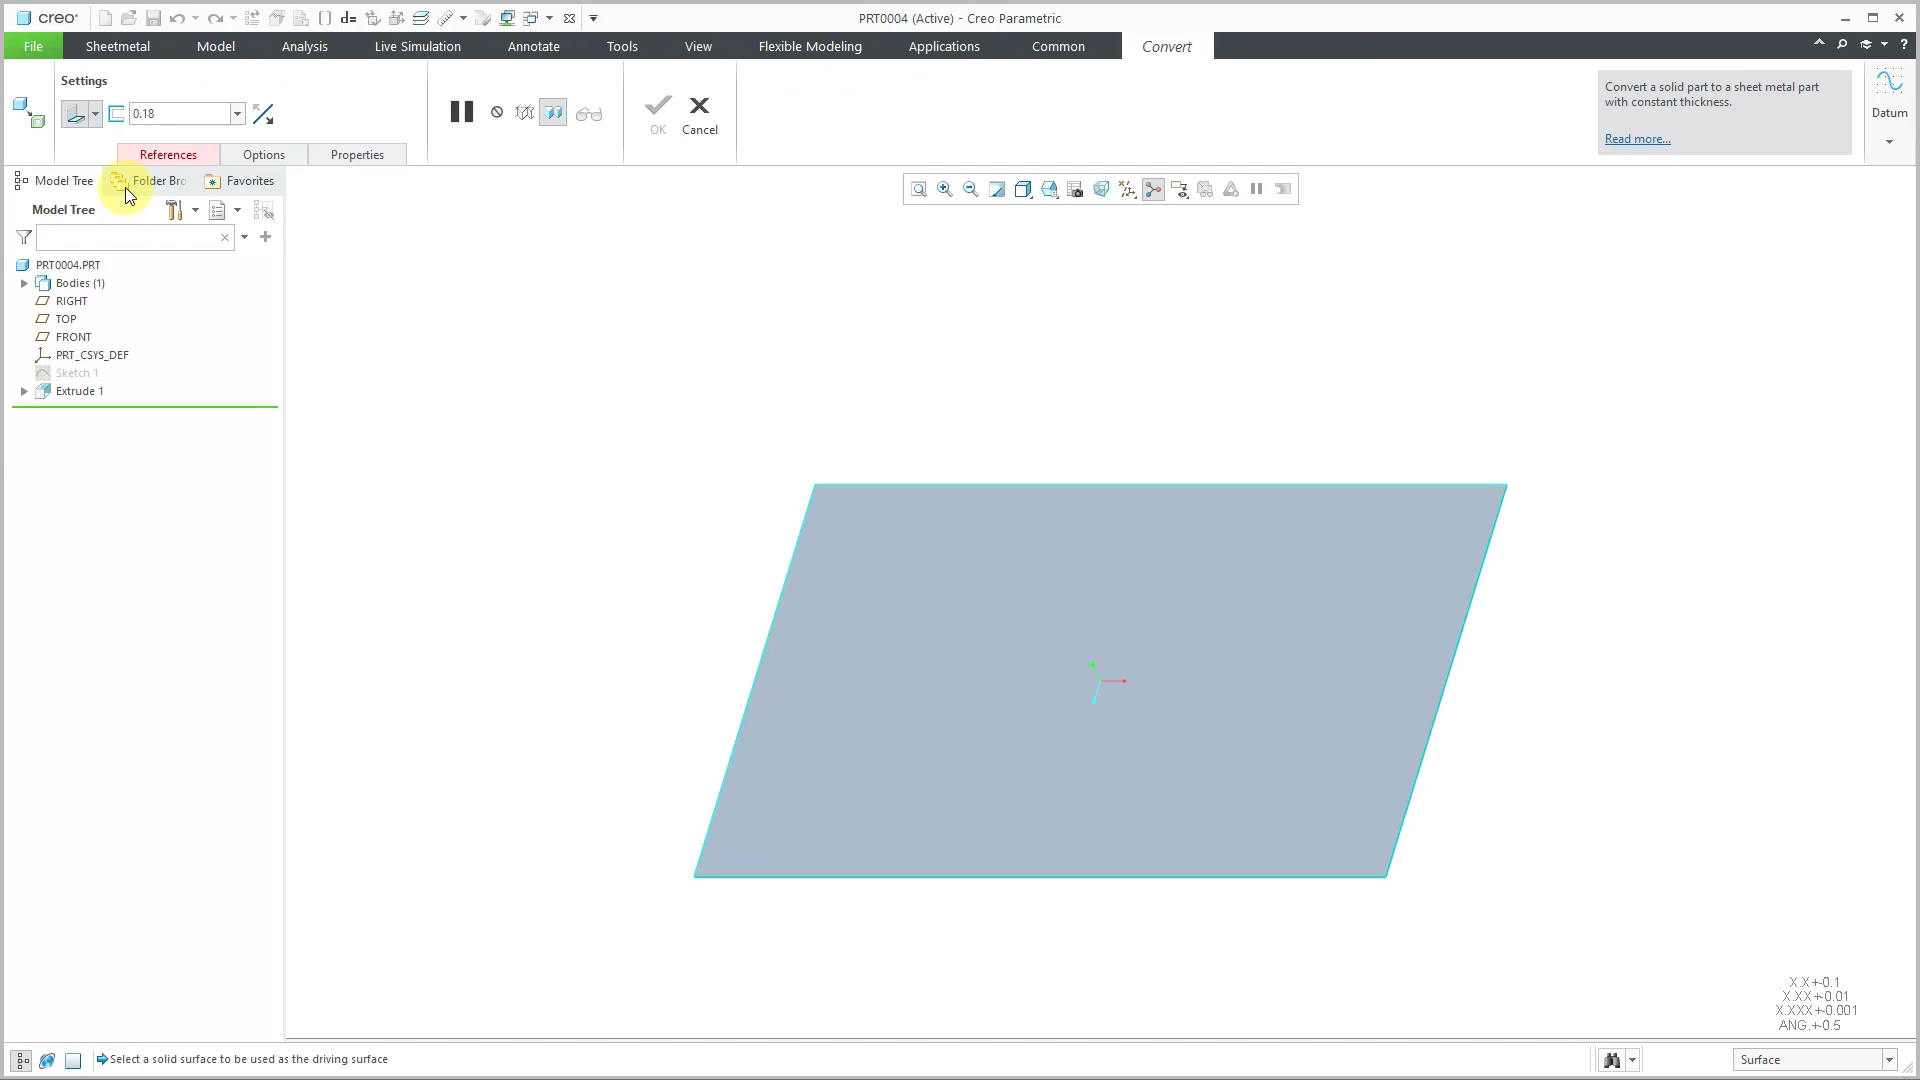 creo
PRT0004 (Active) - Creo Parametric
File Sheetmetal Model Analysis Live Simulation Annotate Tools View Flexible Modeling Applications Common Convert
Settings
0.18
OK
Cancel
References
Options
Properties
Convert a solid part to a sheet metal part
with constant thickness.
Read more...
Datum
Model Tree
Folder Bro
Favorites
Model Tree
PRT0004.PRT
Bodies (1)
RIGHT
TOP
FRONT
PRT_CSYS_DEF
Sketch 1
Extrude 1
X.X+-0.1
X.XX+-0.01
X.XXX+-0.001
ANG.+-0.5
Select a solid surface to be used as the driving surface
Surface